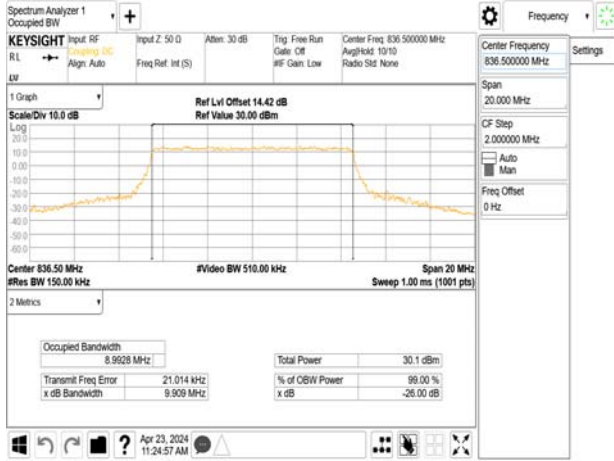 Spectrum Analyzer 1
Occupied BW
Frequency
KEYSIGHT
Input: RF
Coupling: DC
Align: Auto
Input Z: 50 Ω
Freq Ref: Int (S)
Atten: 30 dB
Trig: Free Run
Gate: Off
#IF Gain: Low
Center Freq: 836.500000 MHz
Avg|Hold: 10/10
Radio Std: None
RL
LU
Center Frequency
836.500000 MHz
Settings
Span
20.000 MHz
CF Step
2.000000 MHz
Auto
Man
Freq Offset
0 Hz
1 Graph
Scale/Div 10.0 dB
Ref Lvl Offset 14.42 dB
Ref Value 30.00 dBm
Log
20.0
10.0
0.00
-10.0
-20.0
-30.0
-40.0
-50.0
-60.0
Center 836.50 MHz
#Video BW 510.00 kHz
Span 20 MHz
#Res BW 150.00 kHz
Sweep 1.00 ms (1001 pts)
2 Metrics
Occupied Bandwidth
8.9928 MHz
Total Power
30.1 dBm
Transmit Freq Error
21.014 kHz
% of OBW Power
99.00 %
x dB Bandwidth
9.909 MHz
x dB
-26.00 dB
?
Apr 23, 2024
11:24:57 AM